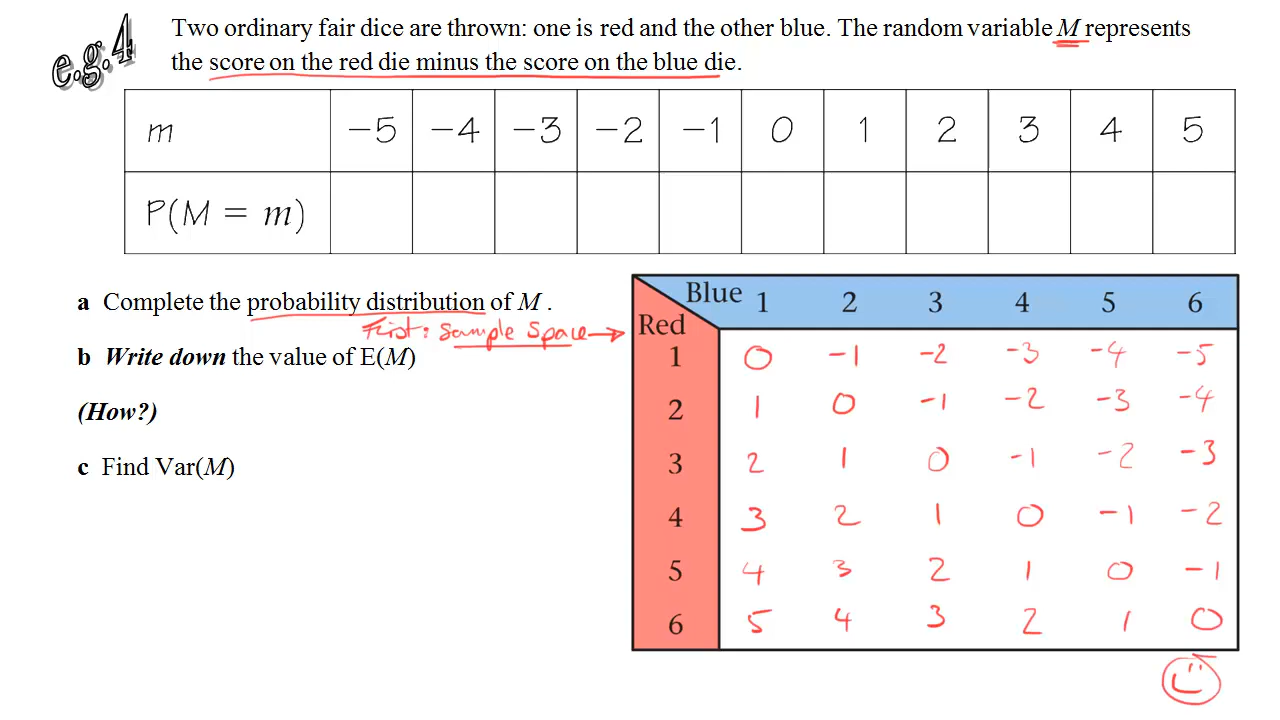 e.g.4
Two ordinary fair dice are thrown: one is red and the other blue. The random variable M represents
the score on the red die minus the score on the blue die.
m −5 −4 −3 −2 −1 0 1 2 3 4 5
P(M = m)
a Complete the probability distribution of M .
First: Sample Space
b Write down the value of E(M)
(How?)
c Find Var(M)
Blue 1 2 3 4 5 6
Red
1 0 -1 -2 -3 -4 -5
2 1 0 -1 -2 -3 -4
3 2 1 0 -1 -2 -3
4 3 2 1 0 -1 -2
5 4 3 2 1 0 -1
6 5 4 3 2 1 0